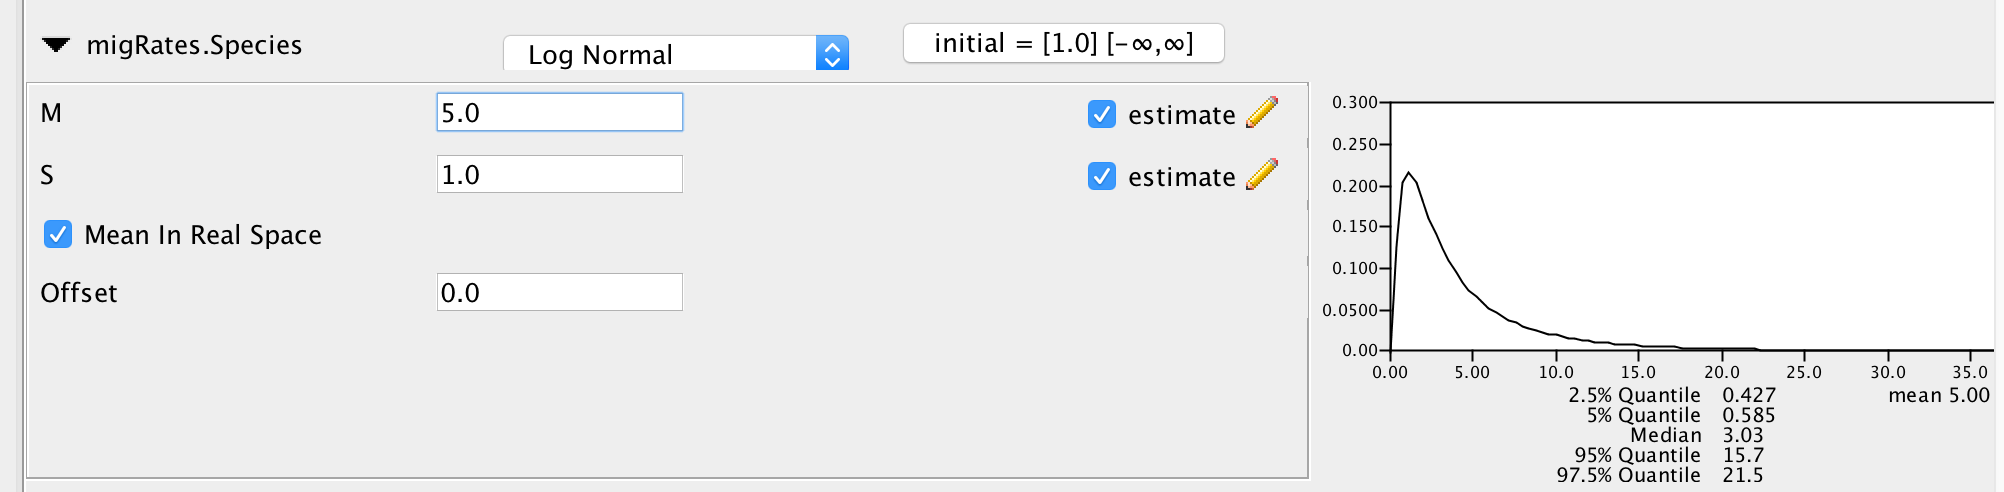 migRates.Species
Log Normal
initial = [1.0] [-∞,∞]
M
5.0
estimate
S
1.0
estimate
Mean In Real Space
Offset
0.0
0.300
0.250
0.200
0.150
0.100
0.0500
0.00
0.00 5.00 10.0 15.0 20.0 25.0 30.0 35.0
2.5% Quantile 0.427 mean 5.00
5% Quantile 0.585
Median 3.03
95% Quantile 15.7
97.5% Quantile 21.5